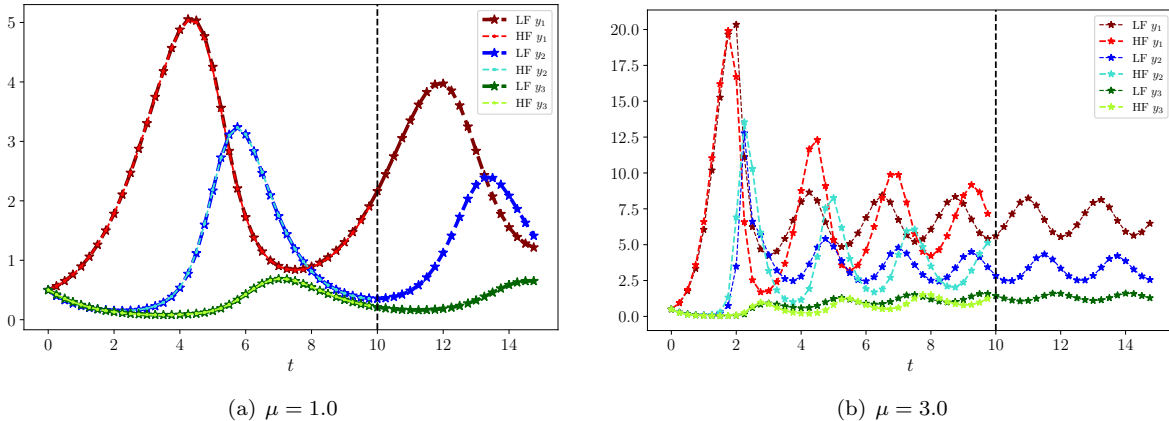 5
4
3
2
1
0
0 2 4 6 8 10 12 14
t
LF y₁
HF y₁
LF y₂
HF y₂
LF y₃
HF y₃
(a) μ = 1.0
20.0
17.5
15.0
12.5
10.0
7.5
5.0
2.5
0.0
0 2 4 6 8 10 12 14
t
LF y₁
HF y₁
LF y₂
HF y₂
LF y₃
HF y₃
(b) μ = 3.0